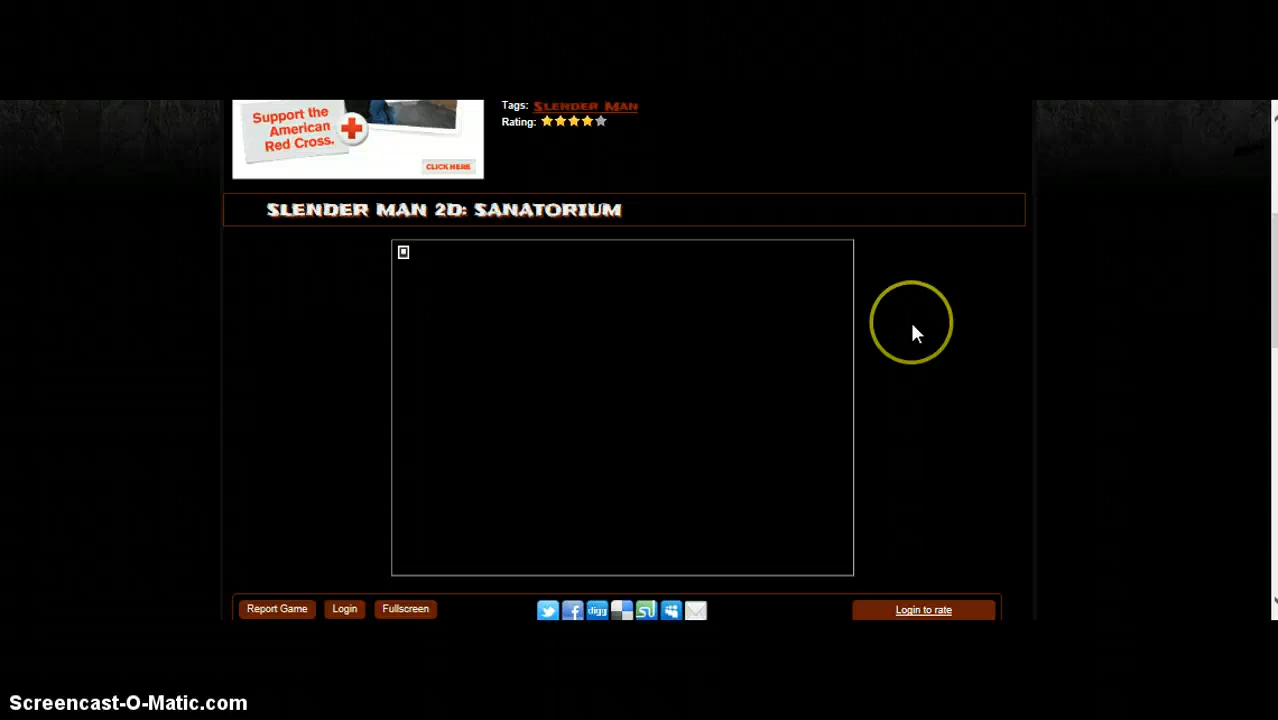 Support the
American
Red Cross.
CLICK HERE
Tags: Slender Man
Rating:
SLENDER MAN 2D: SANATORIUM
Report Game
Login
Fullscreen
digg
Login to rate
Screencast-O-Matic.com